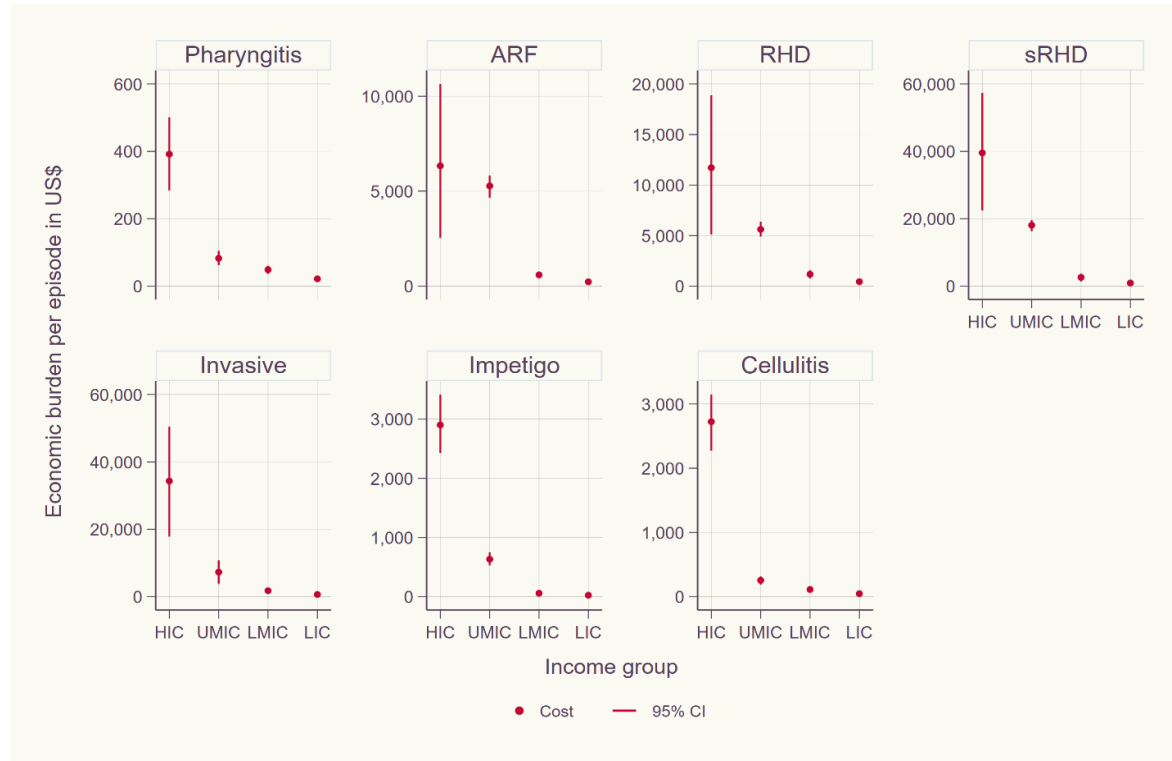 Pharyngitis
ARF
RHD
sRHD
600
400
200
0
10,000
5,000
0
20,000
15,000
10,000
5,000
0
60,000
40,000
20,000
0
HIC UMIC LMIC LIC
Economic burden per episode in US$
Invasive
Impetigo
Cellulitis
60,000
40,000
20,000
0
3,000
2,000
1,000
0
3,000
2,000
1,000
0
HIC UMIC LMIC LIC
HIC UMIC LMIC LIC
HIC UMIC LMIC LIC
Income group
Cost 95% CI